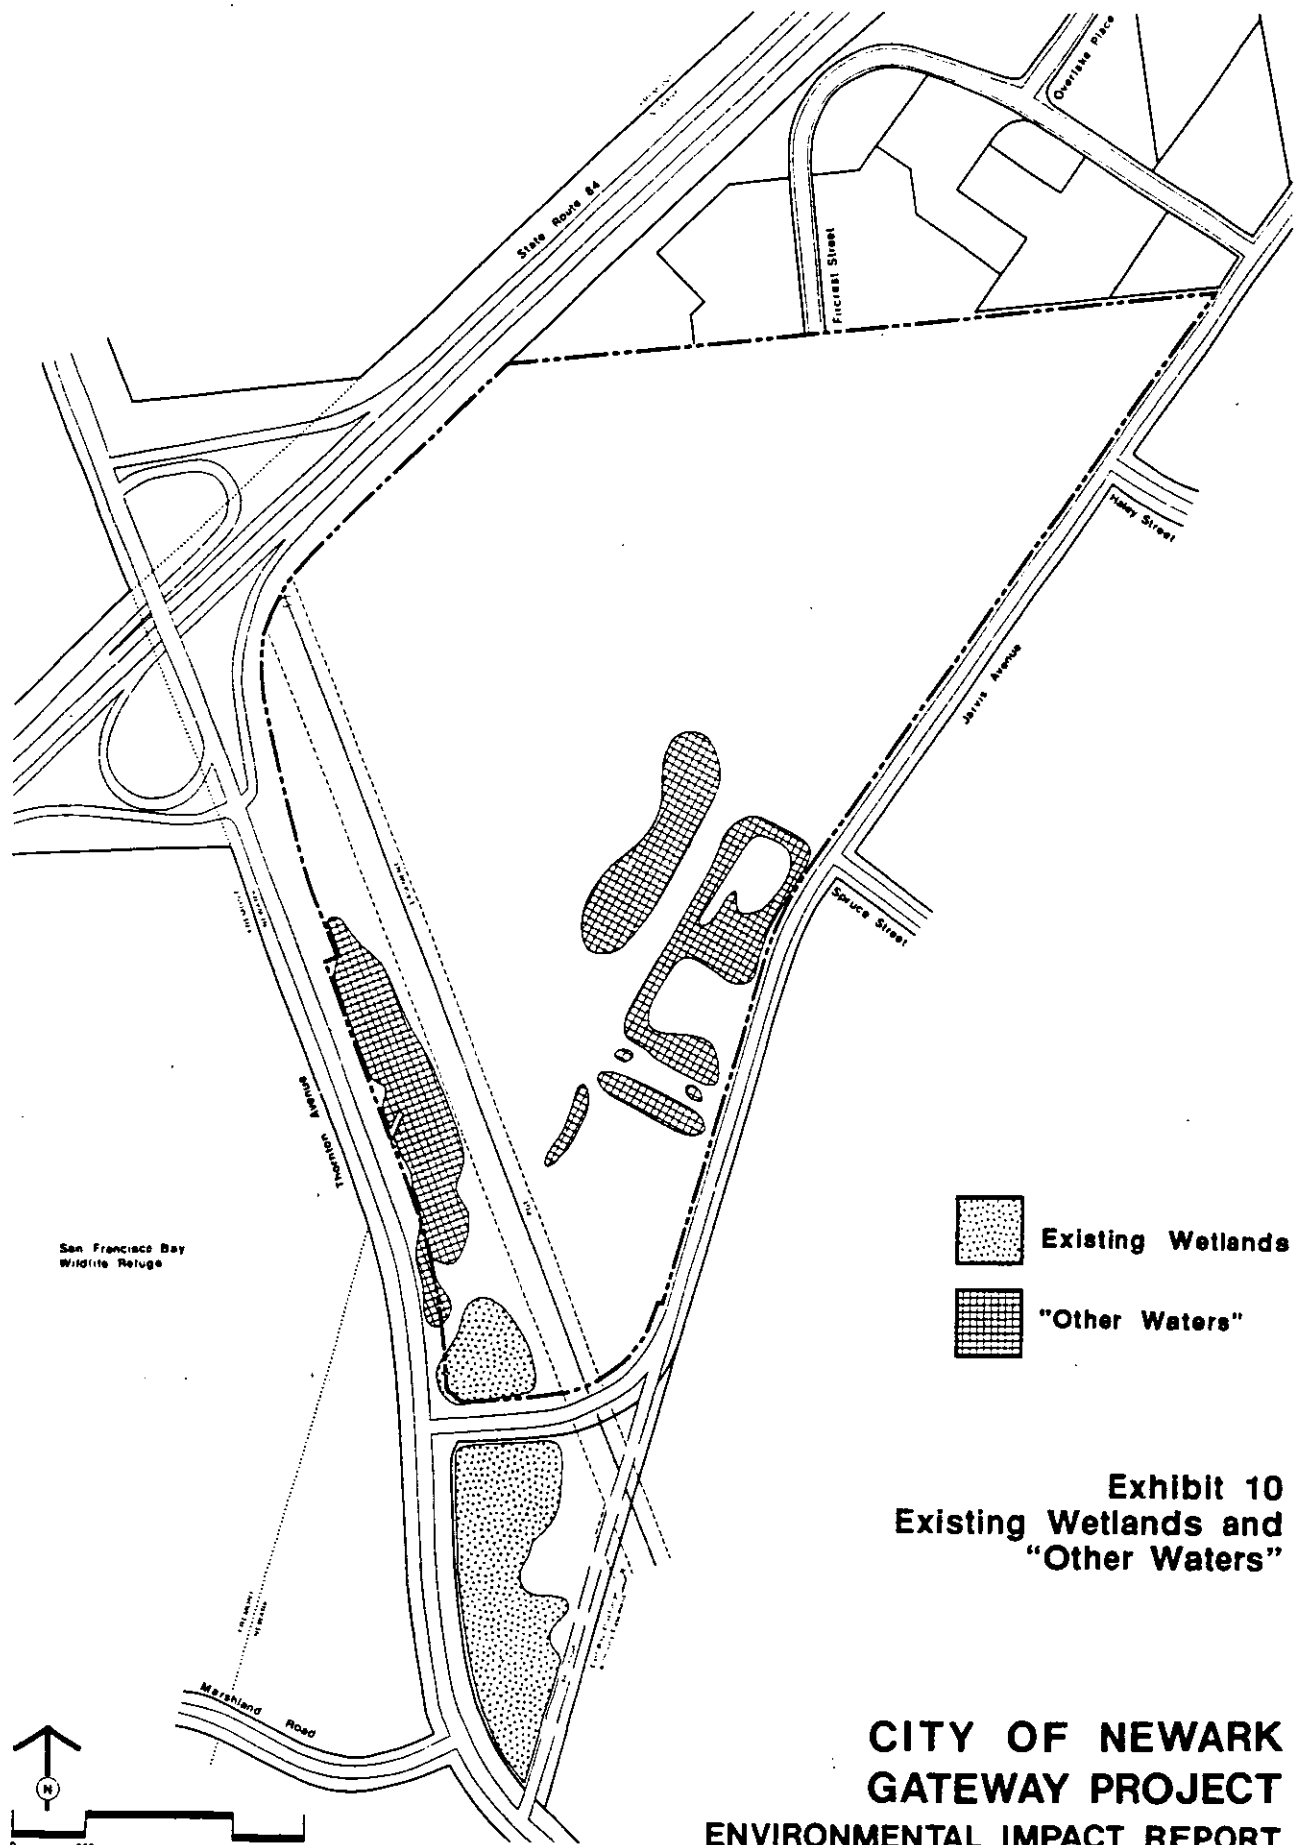 Overlake Place
State Route 84
Fircrest Street
Haley Street
Jarvis Avenue
Spruce Street
Thornton Avenue
San Francisco Bay
Wildlife Refuge
Existing Wetlands
"Other Waters"
Exhibit 10
Existing Wetlands and
"Other Waters"
Marshland Road
N
CITY OF NEWARK
GATEWAY PROJECT
ENVIRONMENTAL IMPACT REPORT